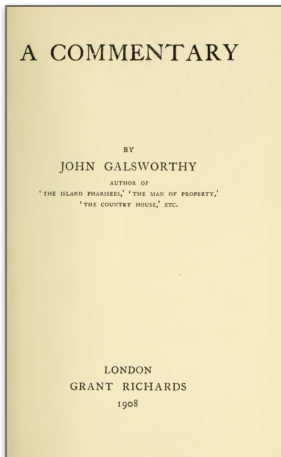 A COMMENTARY
BY
JOHN GALSWORTHY
AUTHOR OF
‘THE ISLAND PHARISEES,’ ‘THE MAN OF PROPERTY,’
‘THE COUNTRY HOUSE,’ ETC.
LONDON
GRANT RICHARDS
1908